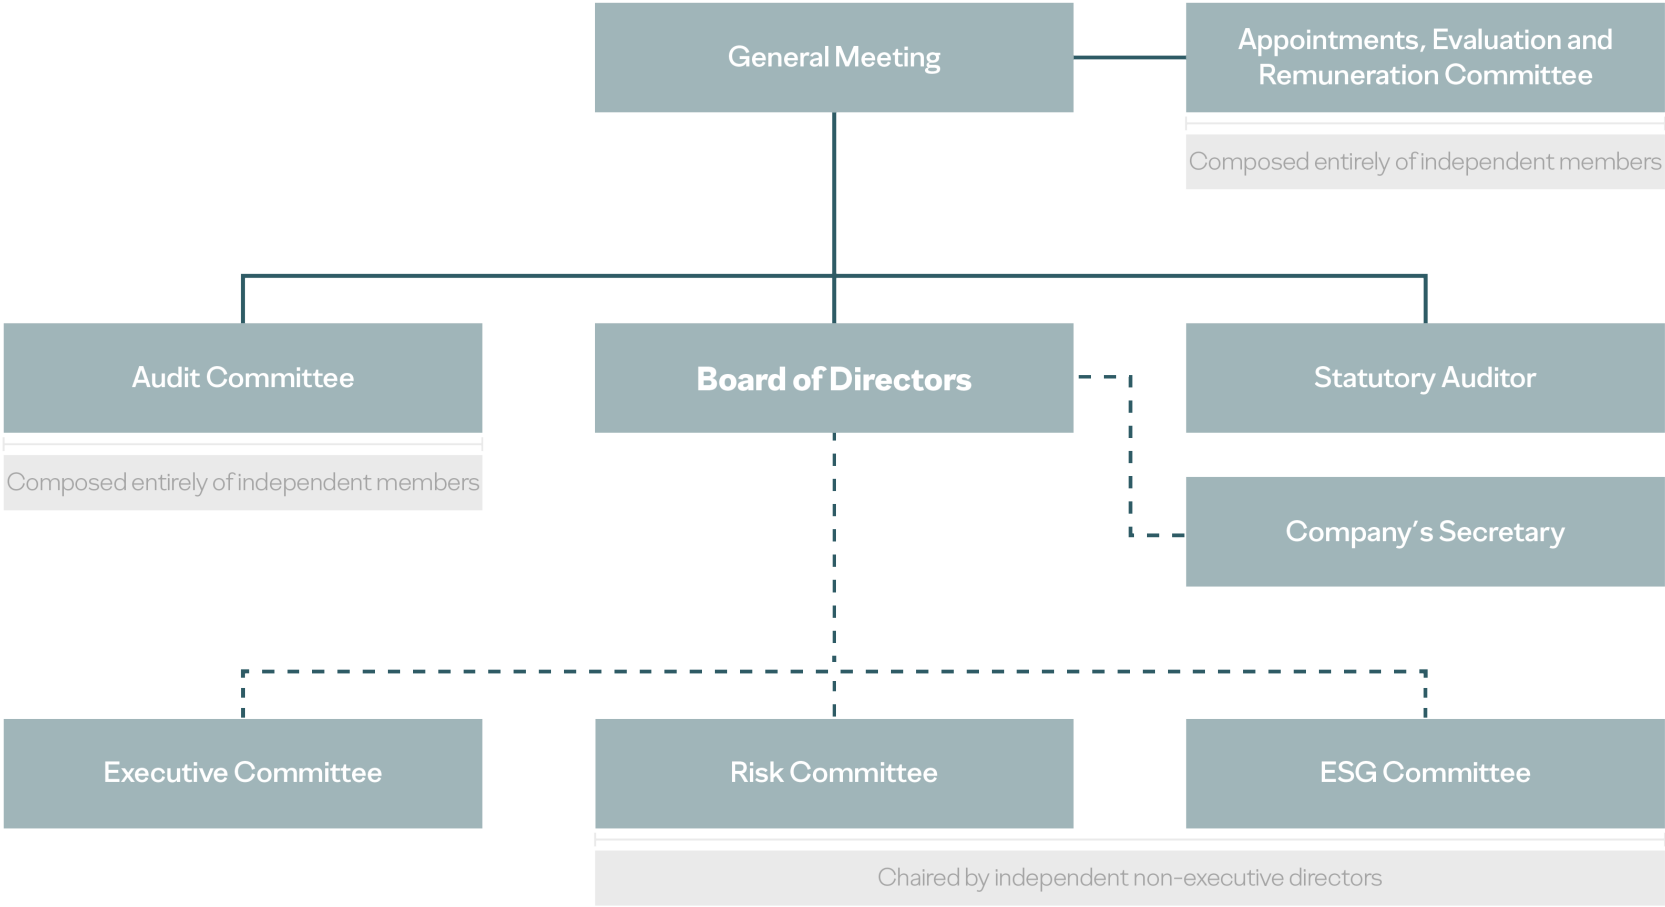 General Meeting
Appointments, Evaluation and
Remuneration Committee
Composed entirely of independent members
Audit Committee
Board of Directors
Statutory Auditor
Composed entirely of independent members
Company´s Secretary
Executive Committee
Risk Committee
ESG Committee
Chaired by independent non-executive directors